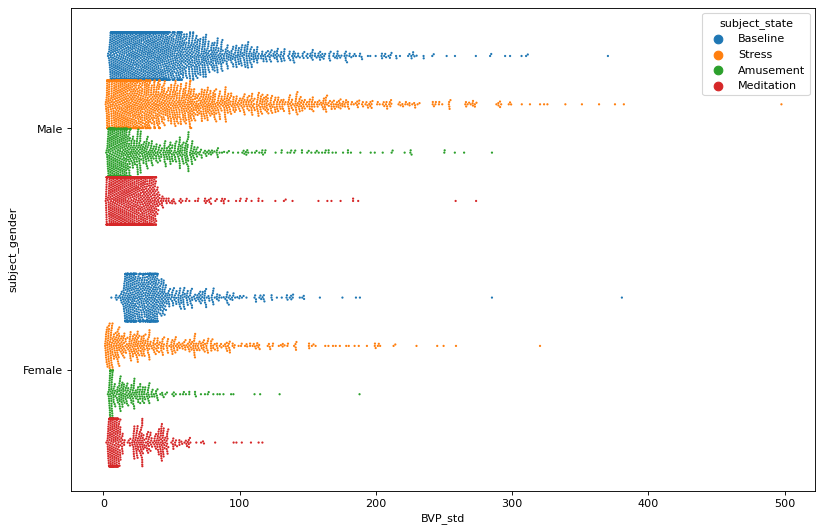 subject_state
Baseline
Stress
Amusement
Meditation
Male
Female
subject_gender
0 100 200 300 400 500
BVP_std